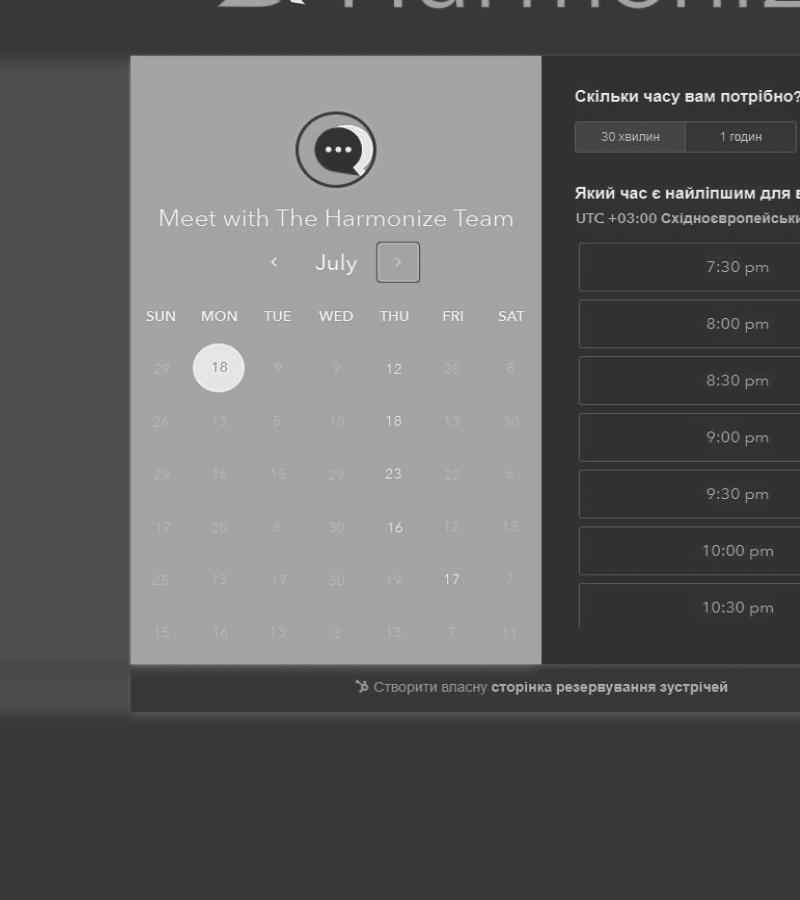 Harmoniz
Meet with The Harmonize Team
July
SUN MON TUE WED THU FRI SAT
29 18 9 9 12 28 8
26 13 5 10 18 13 30
29 15 15 29 23 22 6
17 20 6 30 16 12 13
25 13 17 30 19 17 7
15 16 13 3 13 7 11
Скільки часу вам потрібно?
30 хвилин 1 годин
Який час є найліпшим для в
UTC +03:00 Східноєвропейськи
7:30 pm
8:00 pm
8:30 pm
9:00 pm
9:30 pm
10:00 pm
10:30 pm
Створити власну сторінка резервування зустрічей